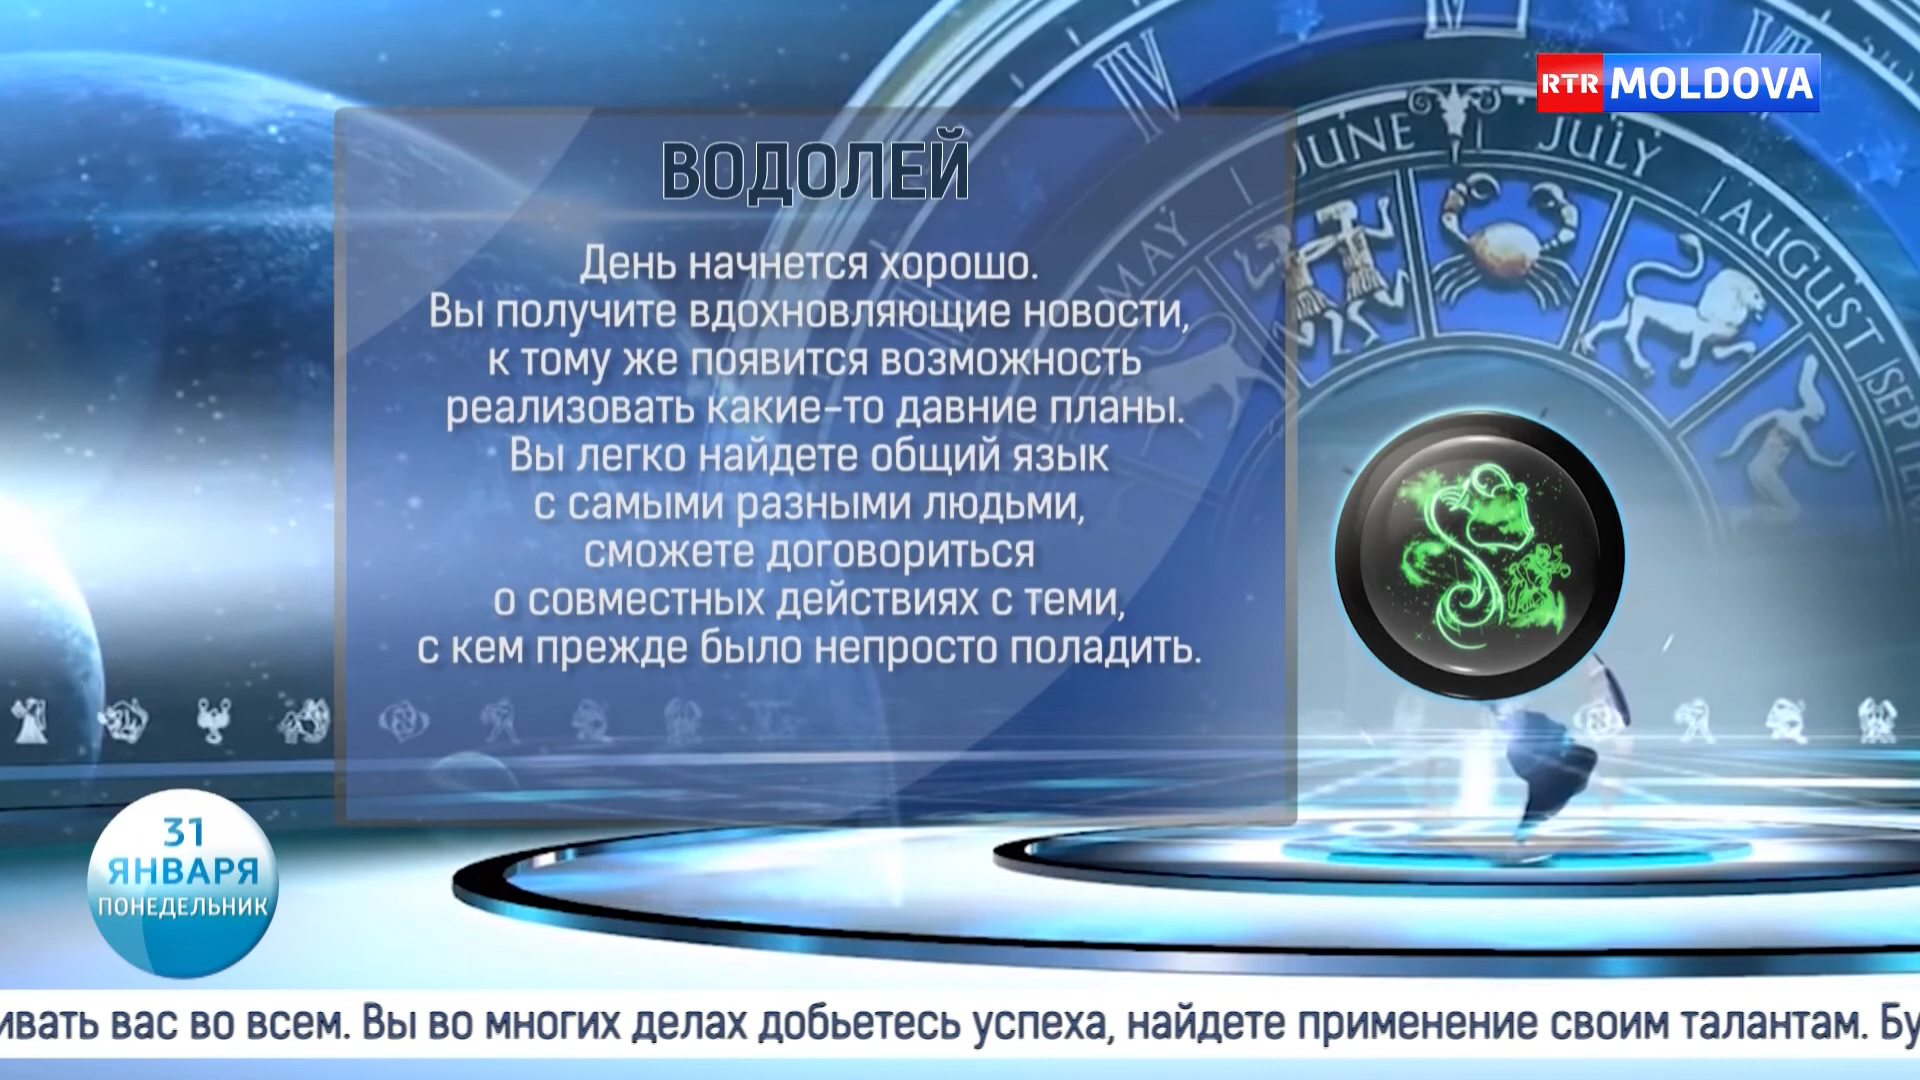 RTR MOLDOVA
IV
MAY
JUNE
JULY
AUGUST
ВОДОЛЕЙ
День начнется хорошо.
Вы получите вдохновляющие новости,
к тому же появится возможность
реализовать какие-то давние планы.
Вы легко найдете общий язык
с самыми разными людьми,
сможете договориться
о совместных действиях с теми,
с кем прежде было непросто поладить.
31
ЯНВАРЯ
ПОНЕДЕЛЬНИК
ивать вас во всем. Вы во многих делах добьетесь успеха, найдете применение своим талантам. Бу